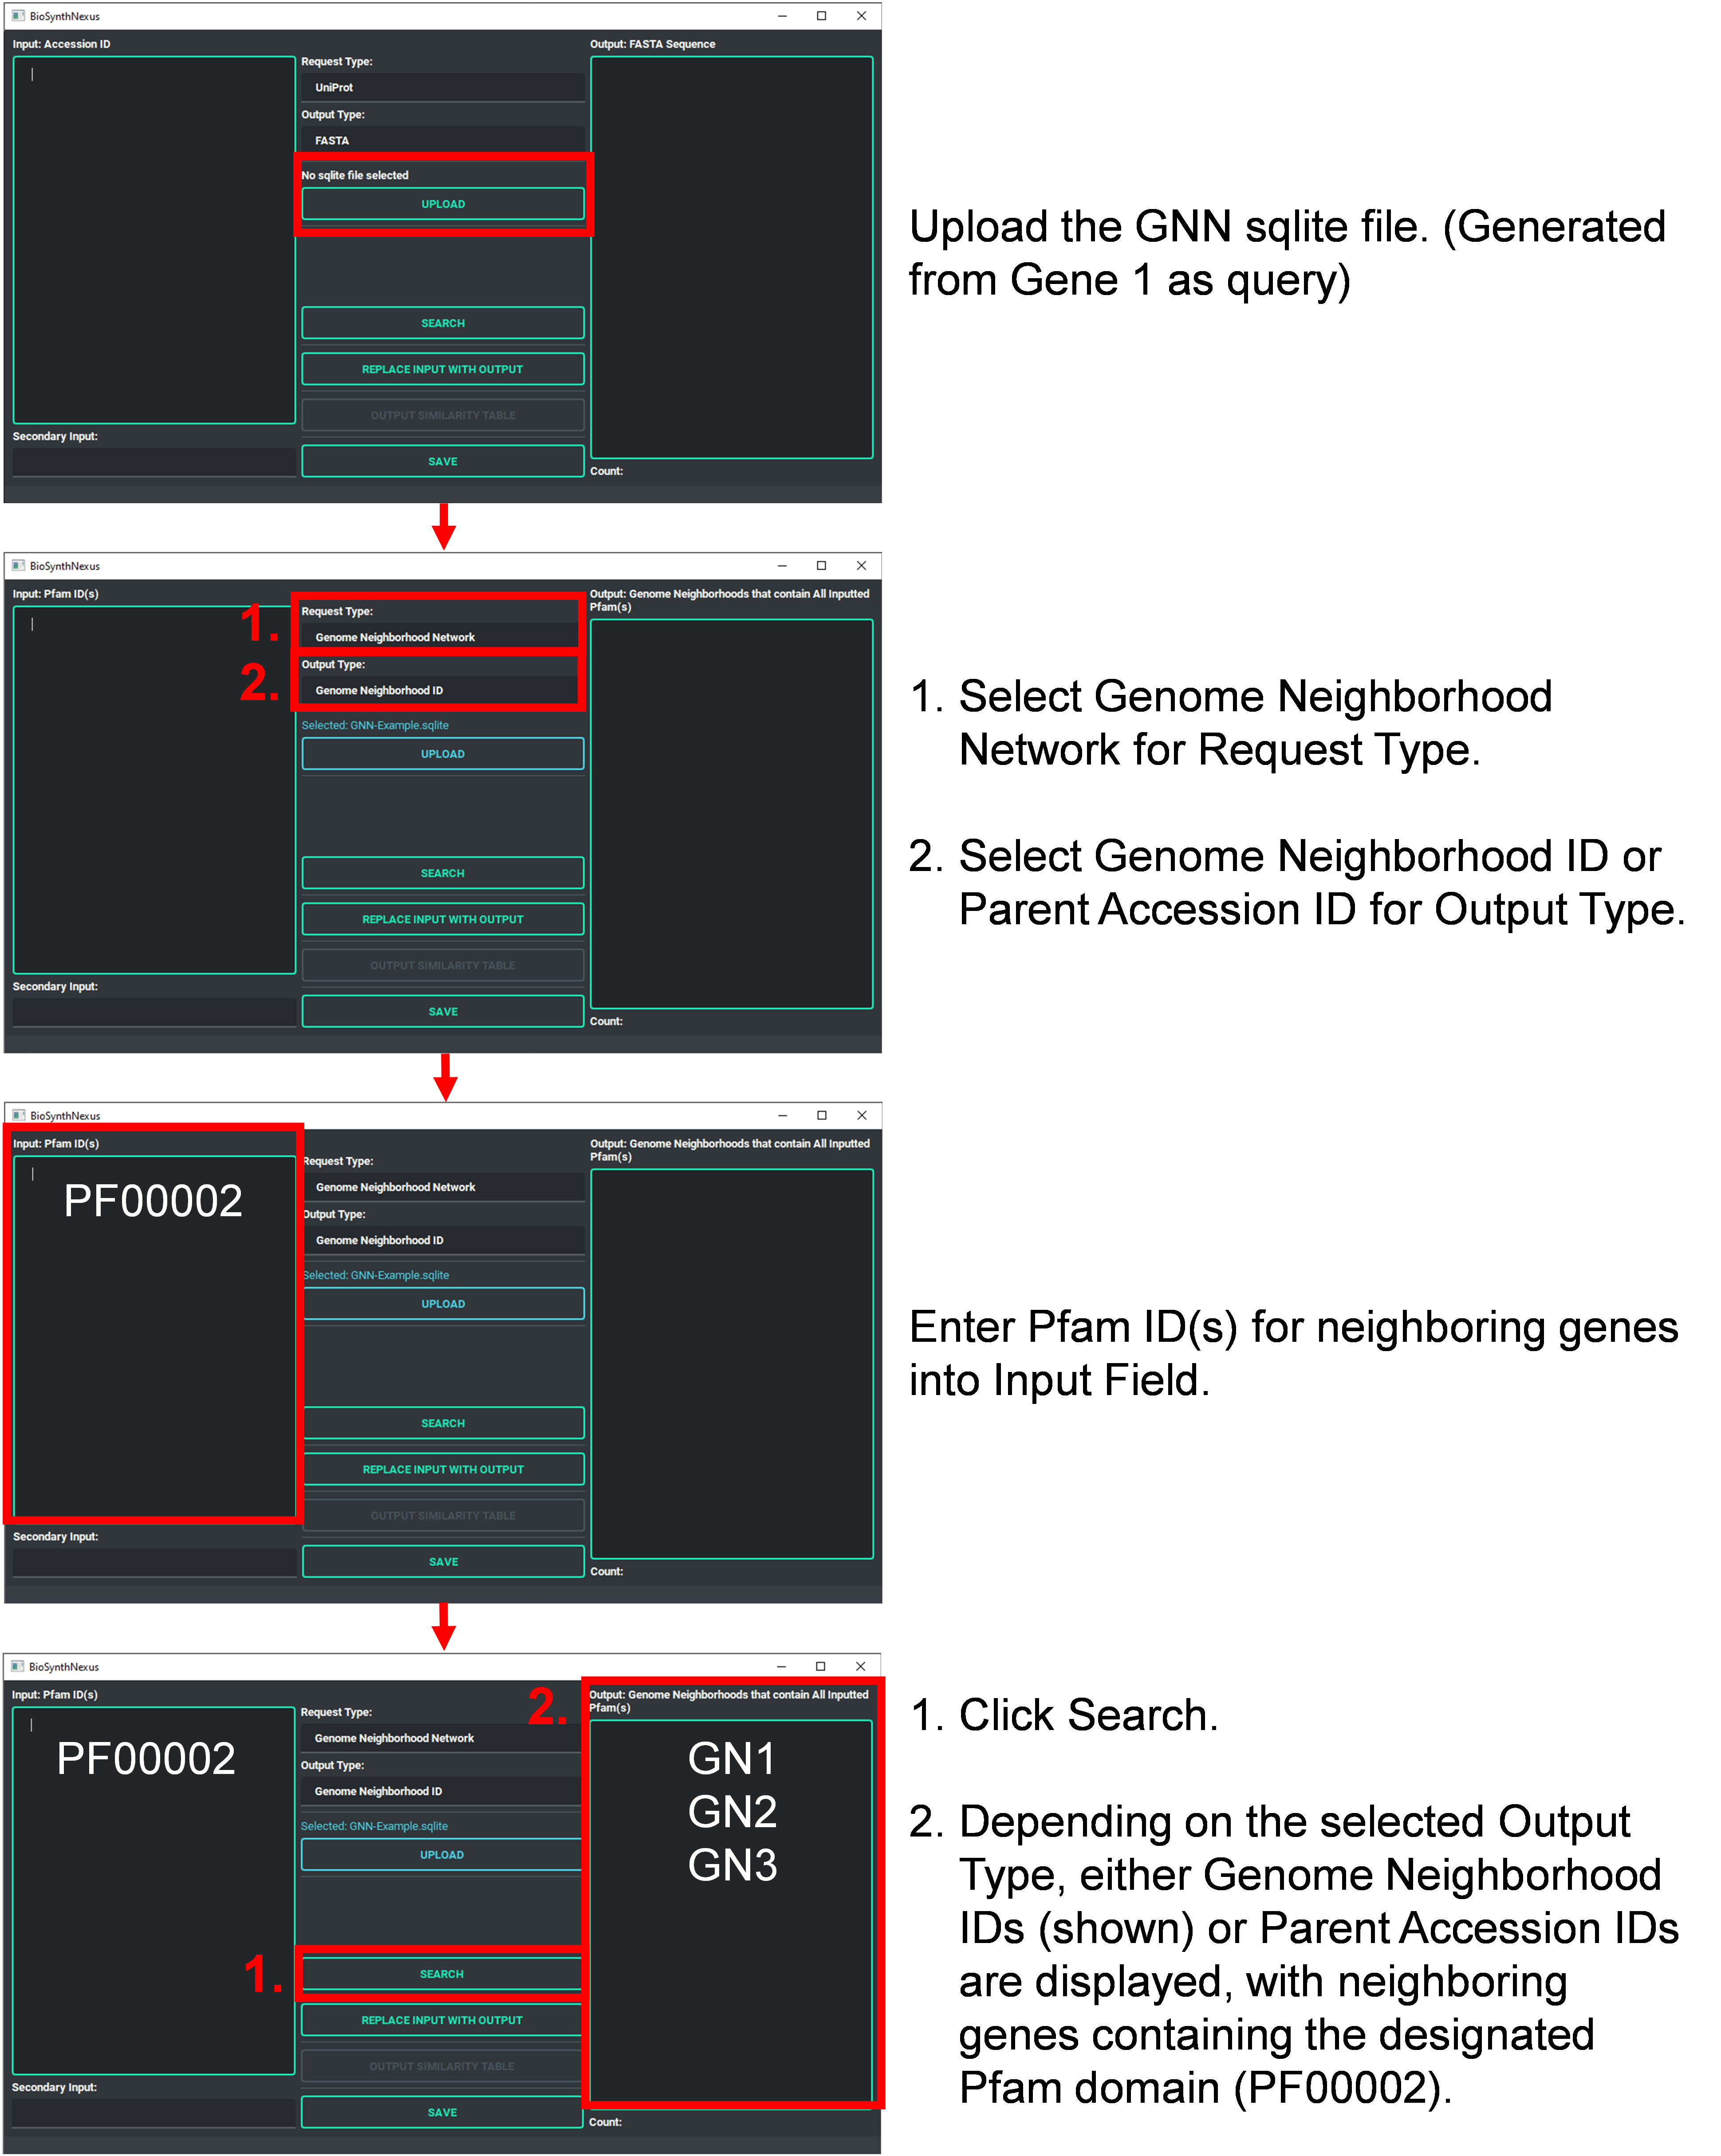 BioSynthNexus
Input: Accession ID
Request Type:
UniProt
Output Type:
FASTA
No sqlite file selected
UPLOAD
SEARCH
REPLACE INPUT WITH OUTPUT
OUTPUT SIMILARITY TABLE
SAVE
Secondary Input:
Output: FASTA Sequence
Count:
Upload the GNN sqlite file. (Generated
from Gene 1 as query)
BioSynthNexus
Input: Pfam ID(s)
1.
Request Type:
Genome Neighborhood Network
2.
Output Type:
Genome Neighborhood ID
Selected: GNN-Example.sqlite
UPLOAD
SEARCH
REPLACE INPUT WITH OUTPUT
OUTPUT SIMILARITY TABLE
SAVE
Secondary Input:
Output: Genome Neighborhoods that contain All Inputted
Pfam(s)
Count:
1. Select Genome Neighborhood
Network for Request Type.
2. Select Genome Neighborhood ID or
Parent Accession ID for Output Type.
BioSynthNexus
Input: Pfam ID(s)
PF00002
Request Type:
Genome Neighborhood Network
Output Type:
Genome Neighborhood ID
Selected: GNN-Example.sqlite
UPLOAD
SEARCH
REPLACE INPUT WITH OUTPUT
OUTPUT SIMILARITY TABLE
SAVE
Secondary Input:
Output: Genome Neighborhoods that contain All Inputted
Pfam(s)
Count:
Enter Pfam ID(s) for neighboring genes
into Input Field.
BioSynthNexus
Input: Pfam ID(s)
PF00002
Request Type:
Genome Neighborhood Network
Output Type:
Genome Neighborhood ID
Selected: GNN-Example.sqlite
UPLOAD
1.
SEARCH
REPLACE INPUT WITH OUTPUT
OUTPUT SIMILARITY TABLE
SAVE
Secondary Input:
2.
Output: Genome Neighborhoods that contain All Inputted
Pfam(s)
GN1
GN2
GN3
Count:
1. Click Search.
2. Depending on the selected Output
Type, either Genome Neighborhood
IDs (shown) or Parent Accession IDs
are displayed, with neighboring
genes containing the designated
Pfam domain (PF00002).